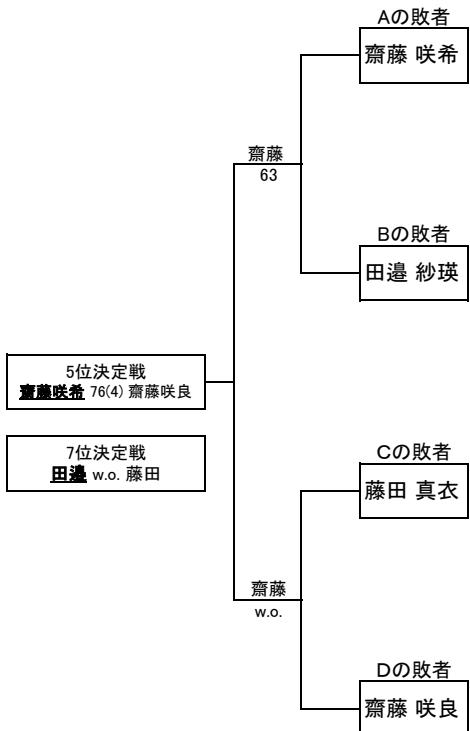 Aの敗者
齋藤 咲希
齋藤
63
Bの敗者
田邉 紗瑛
5位決定戦
齋藤咲希 76(4) 齋藤咲良
7位決定戦
田邉 w.o. 藤田
Cの敗者
藤田 真衣
齋藤
w.o.
Dの敗者
齋藤 咲良